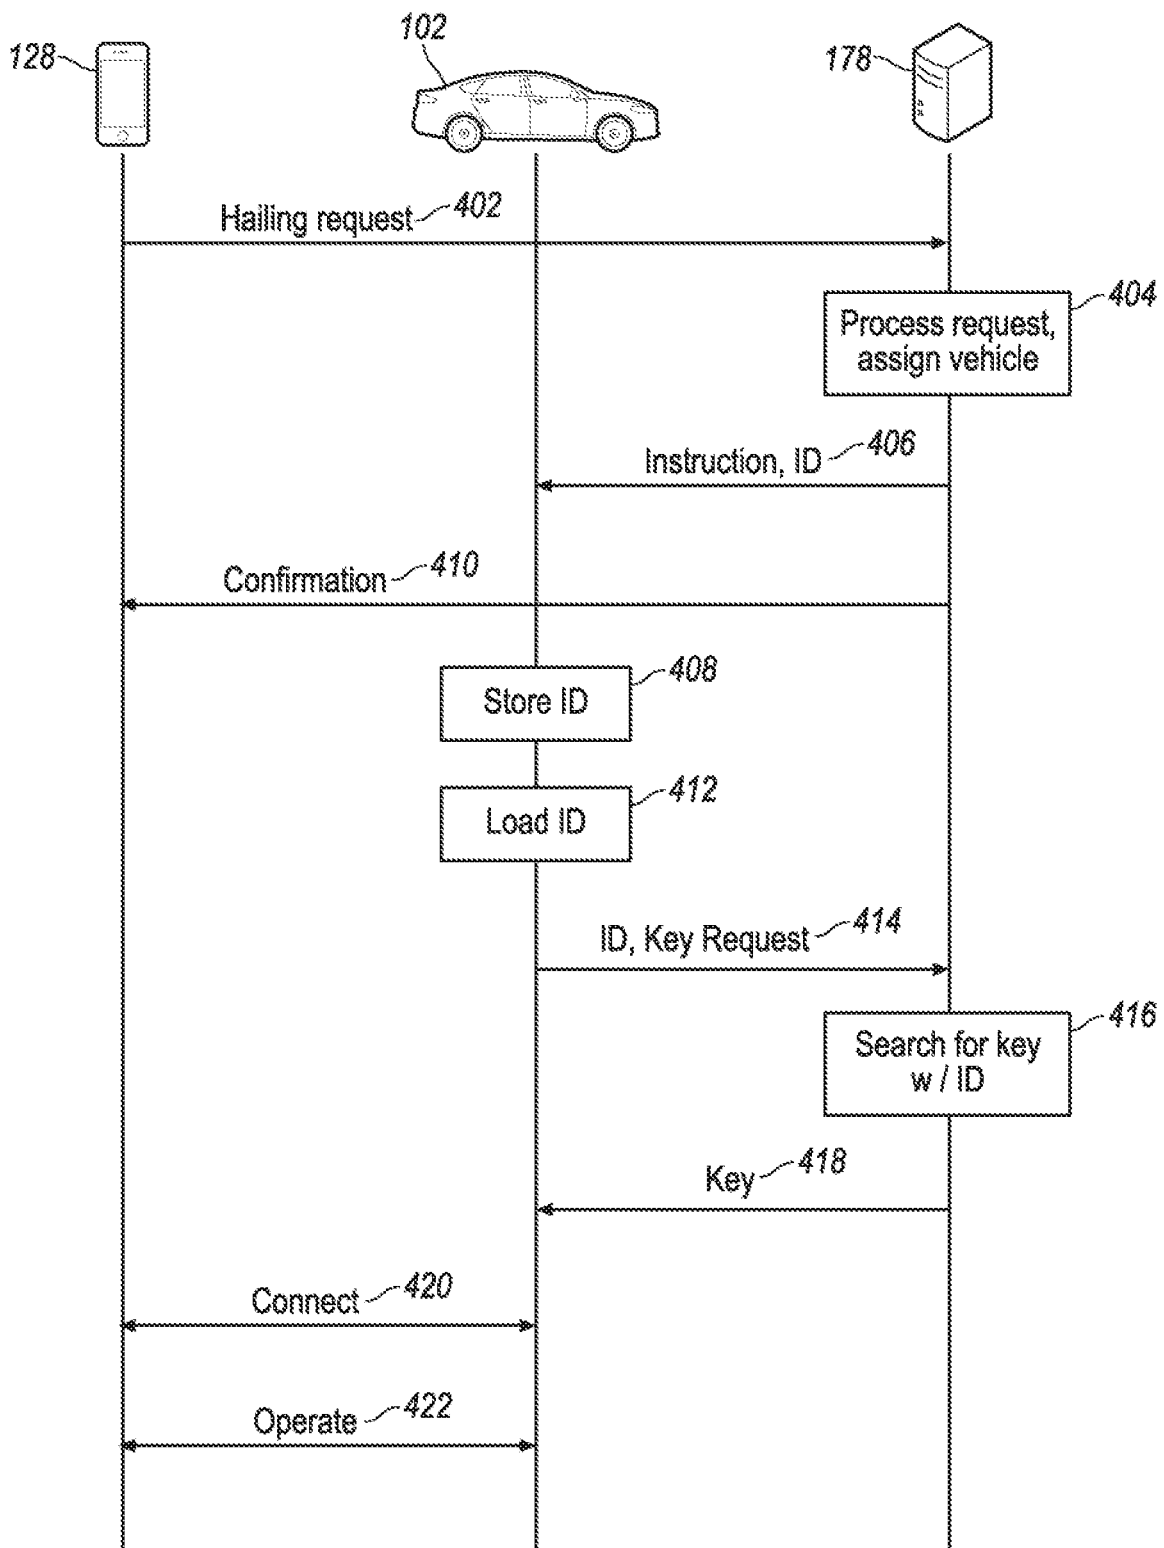 128
102
178
Hailing request 402
404
Process request,
assign vehicle
Instruction, ID 406
Confirmation 410
408
Store ID
412
Load ID
ID, Key Request 414
416
Search for key
w / ID
Key 418
Connect 420
Operate 422